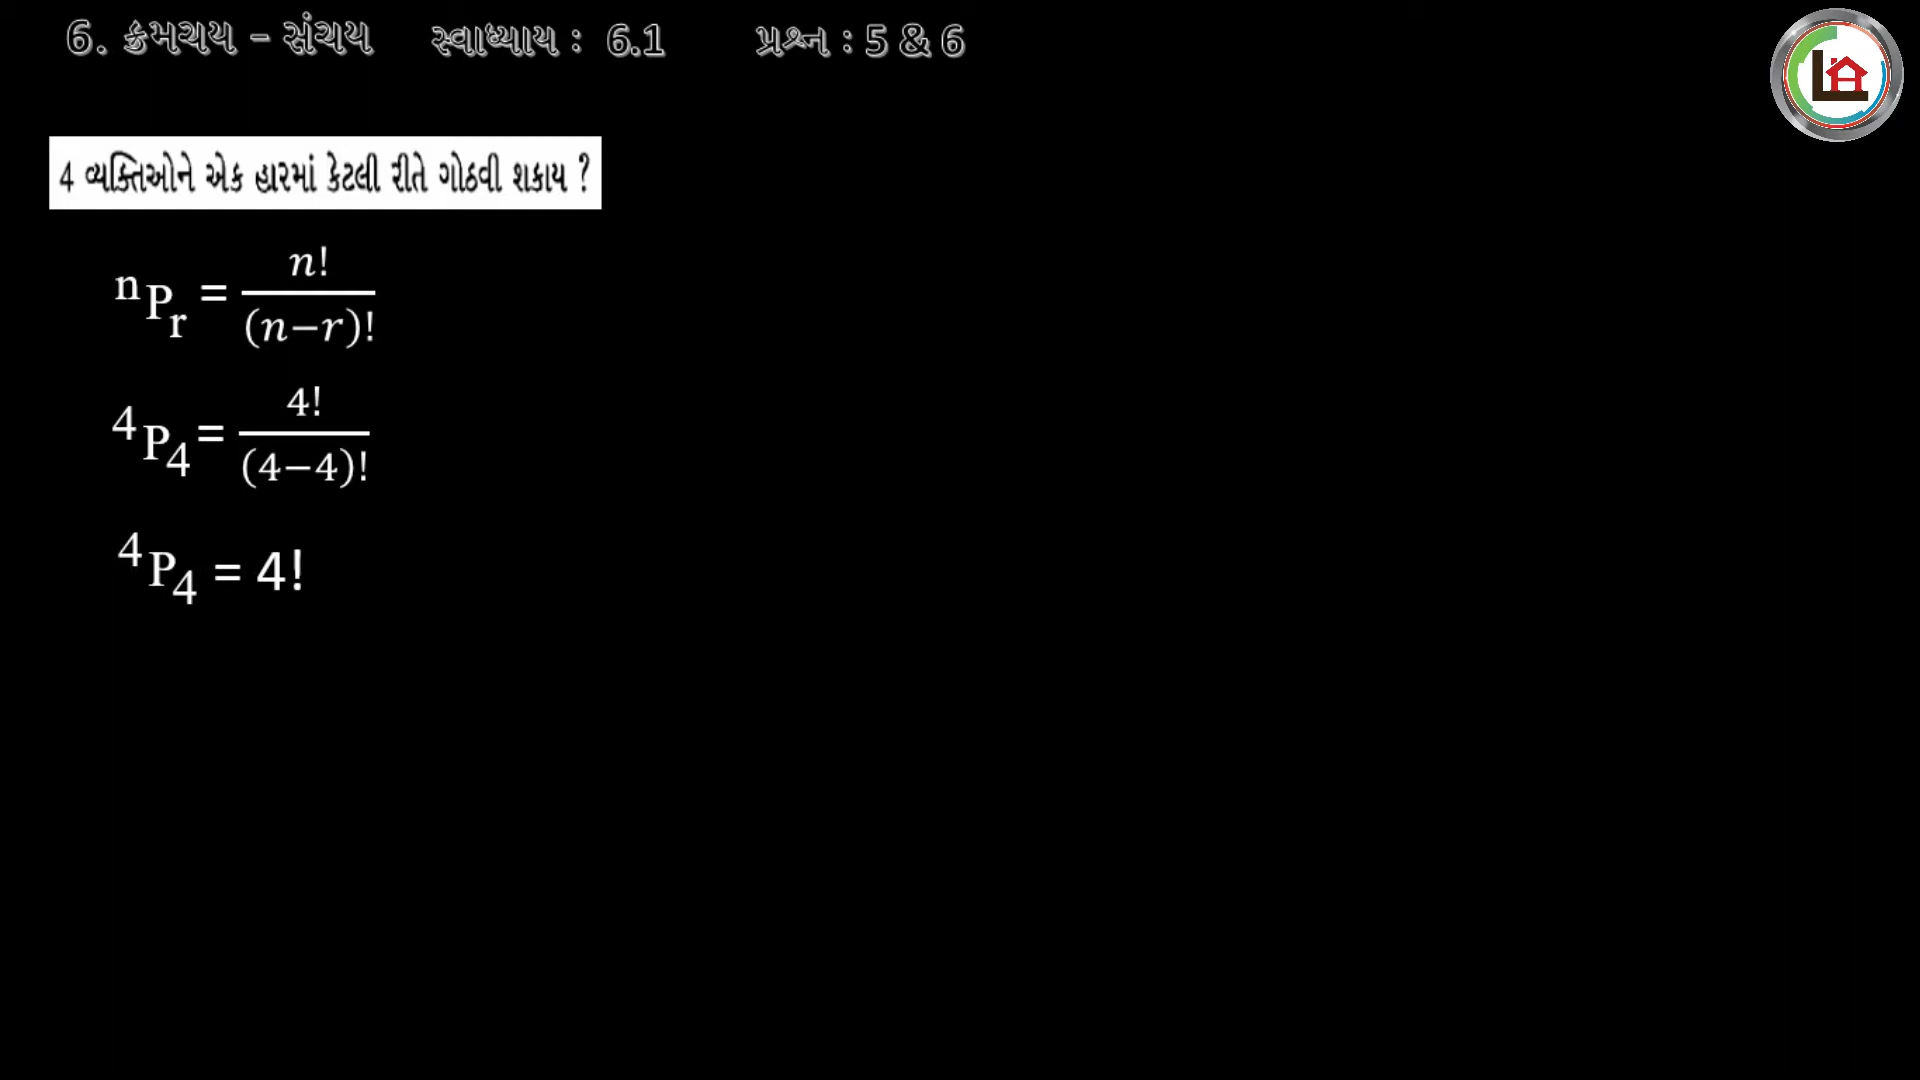 6. ક્રમચય – સંચય સ્વાધ્યાય : 6.1 પ્રશ્ન : 5 & 6
4 વ્યક્તિઓને એક હારમાં કેટલી રીતે ગોઠવી શકાય ?
ⁿPᵣ = n! / (n−r)!
⁴P₄ = 4! / (4−4)!
⁴P₄ = 4!